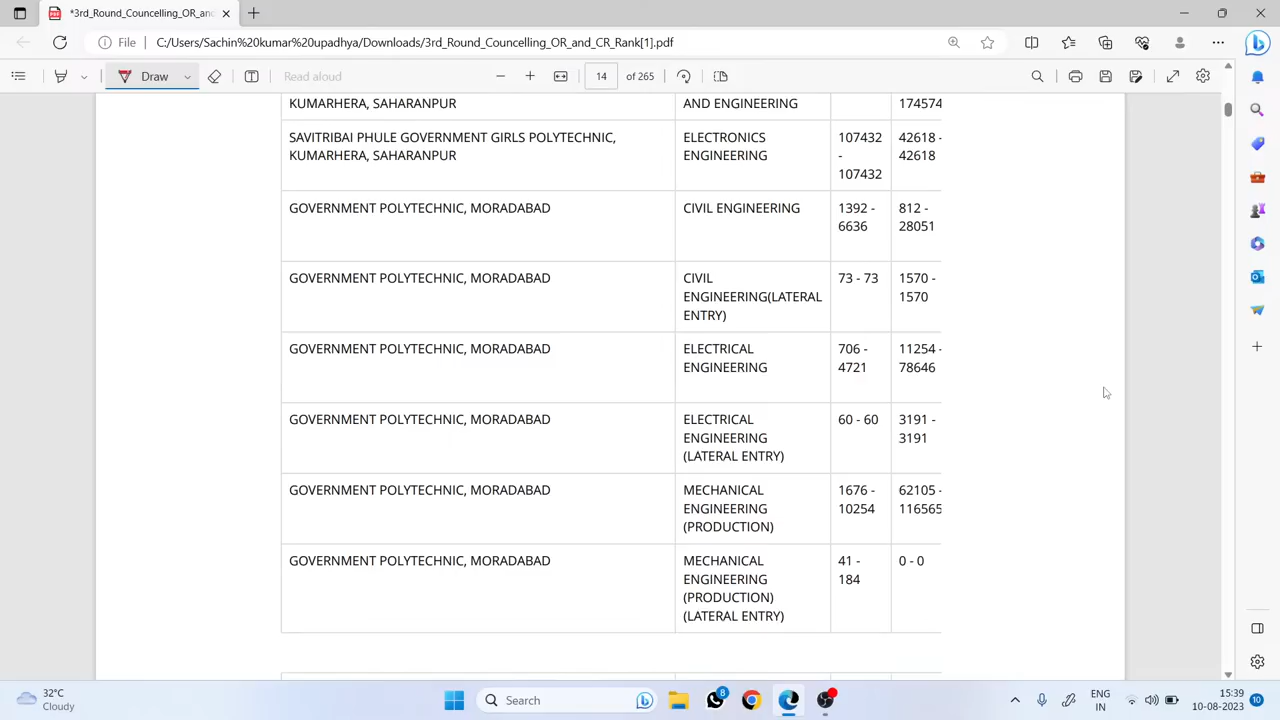 *3rd_Round_Councelling_OR_and
File
C:/Users/Sachin%20kumar%20upadhya/Downloads/3rd_Round_Councelling_OR_and_CR_Rank[1].pdf
Draw
Read aloud
14
of 265
KUMARHERA, SAHARANPUR
AND ENGINEERING
174574
SAVITRIBAI PHULE GOVERNMENT GIRLS POLYTECHNIC,
KUMARHERA, SAHARANPUR
ELECTRONICS
ENGINEERING
107432
-
107432
42618 -
42618
GOVERNMENT POLYTECHNIC, MORADABAD
CIVIL ENGINEERING
1392 -
6636
812 -
28051
GOVERNMENT POLYTECHNIC, MORADABAD
CIVIL
ENGINEERING(LATERAL
ENTRY)
73 - 73
1570 -
1570
GOVERNMENT POLYTECHNIC, MORADABAD
ELECTRICAL
ENGINEERING
706 -
4721
11254 -
78646
GOVERNMENT POLYTECHNIC, MORADABAD
ELECTRICAL
ENGINEERING
(LATERAL ENTRY)
60 - 60
3191 -
3191
GOVERNMENT POLYTECHNIC, MORADABAD
MECHANICAL
ENGINEERING
(PRODUCTION)
1676 -
10254
62105 -
116565
GOVERNMENT POLYTECHNIC, MORADABAD
MECHANICAL
ENGINEERING
(PRODUCTION)
(LATERAL ENTRY)
41 -
184
0 - 0
32°C
Cloudy
Search
8
ENG
IN
15:39
10-08-2023
10